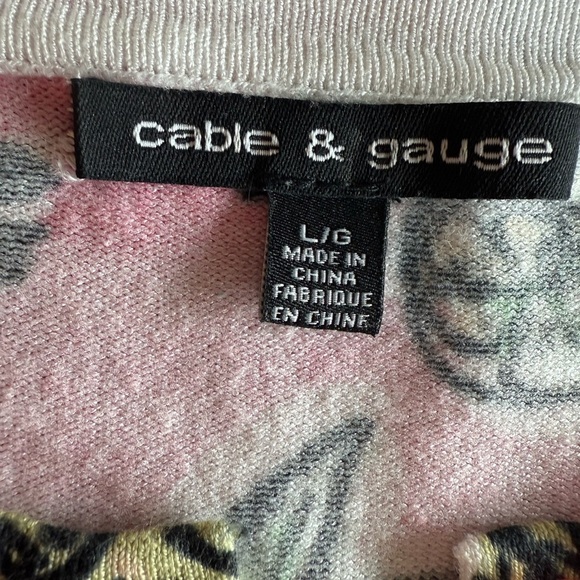 cable & gauge
L/G
MADE IN
CHINA
FABRIQUE
EN CHINE